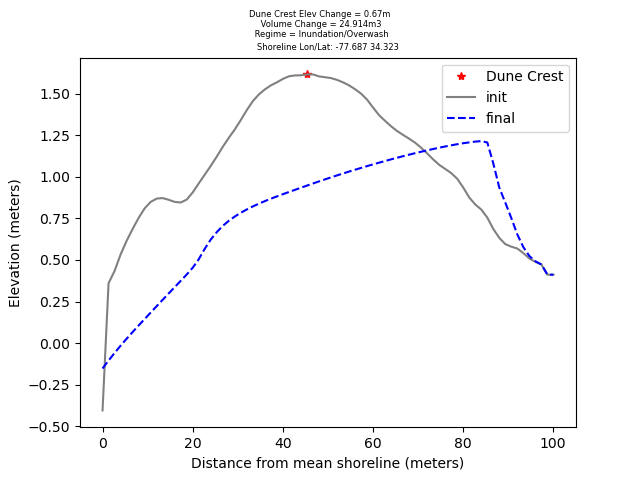 Dune Crest Elev Change = 0.67m
Volume Change = 24.914m3
Regime = Inundation/Overwash
Shoreline Lon/Lat: -77.687 34.323
Dune Crest
init
final
1.50
1.25
1.00
0.75
0.50
0.25
0.00
−0.25
−0.50
Elevation (meters)
0 20 40 60 80 100
Distance from mean shoreline (meters)